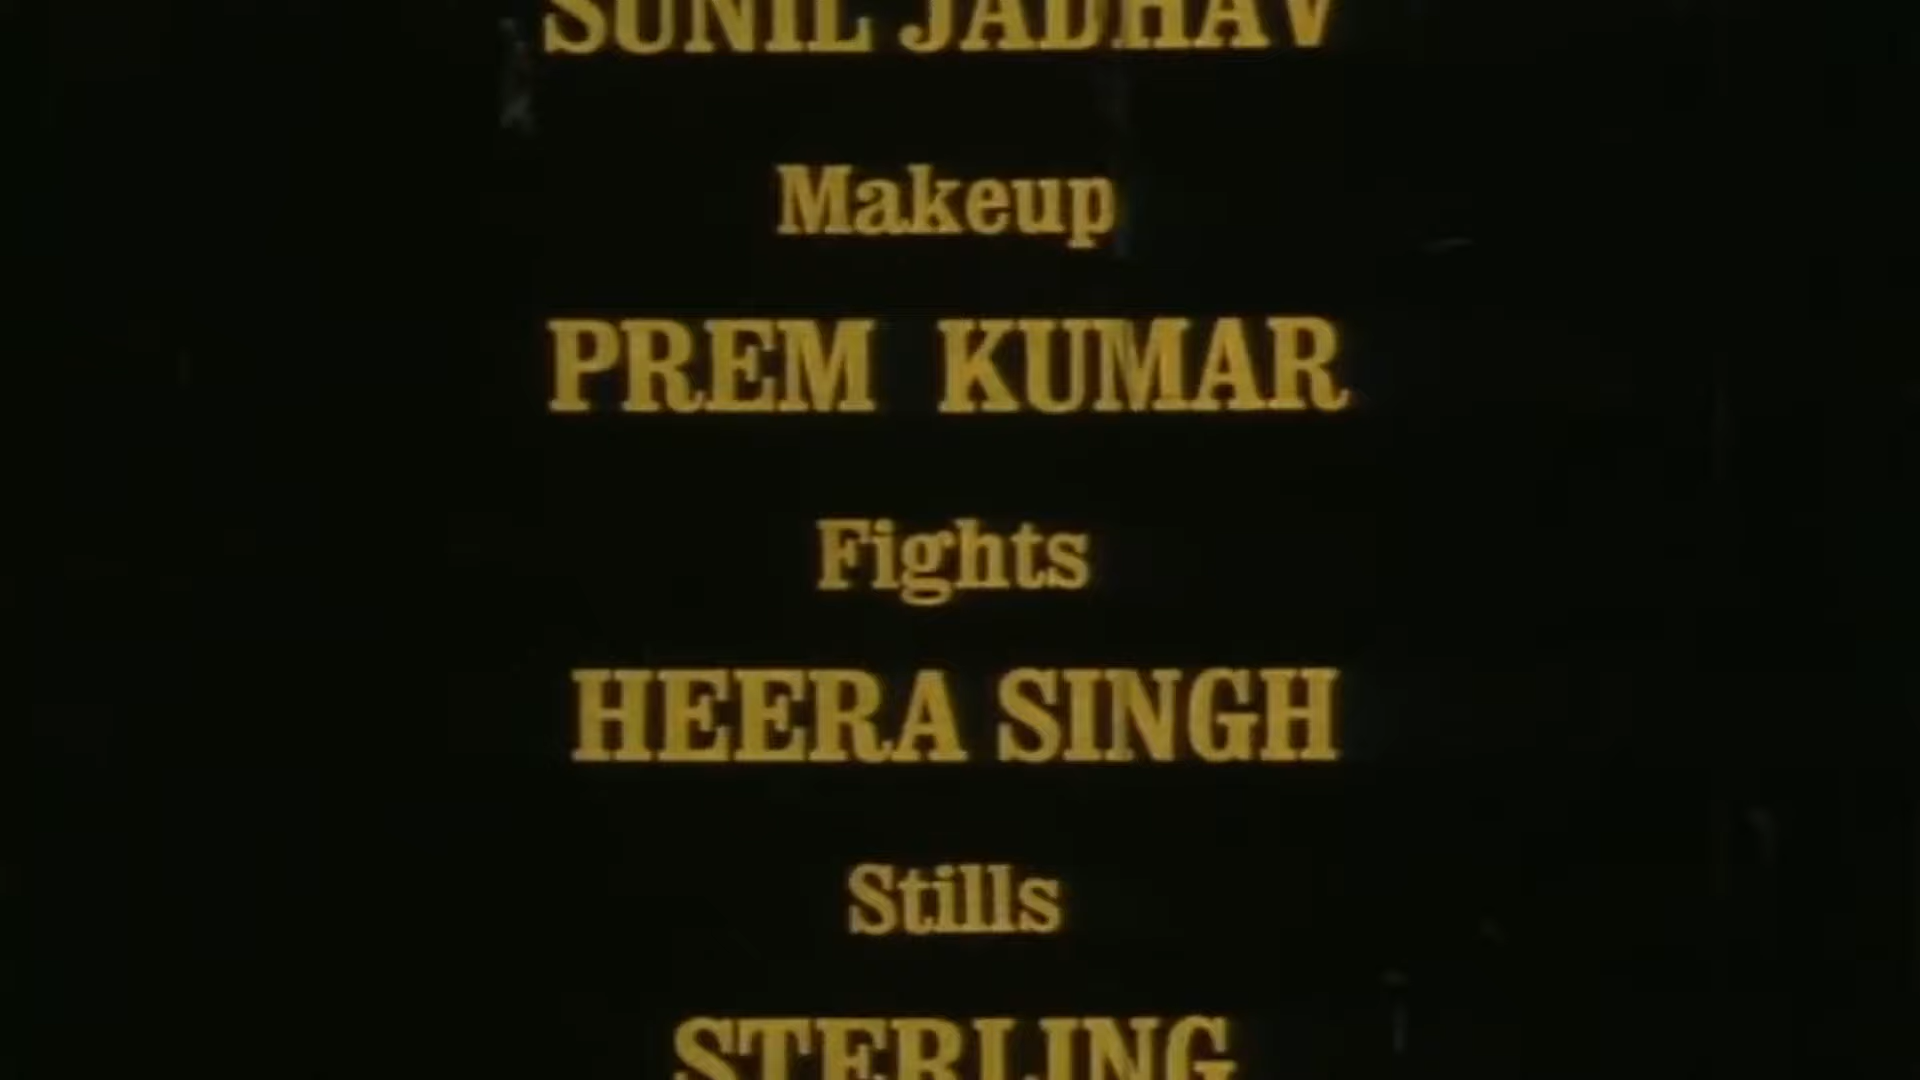 SUNIL JADHAV
Makeup
PREM KUMAR
Fights
HEERA SINGH
Stills
STERLING